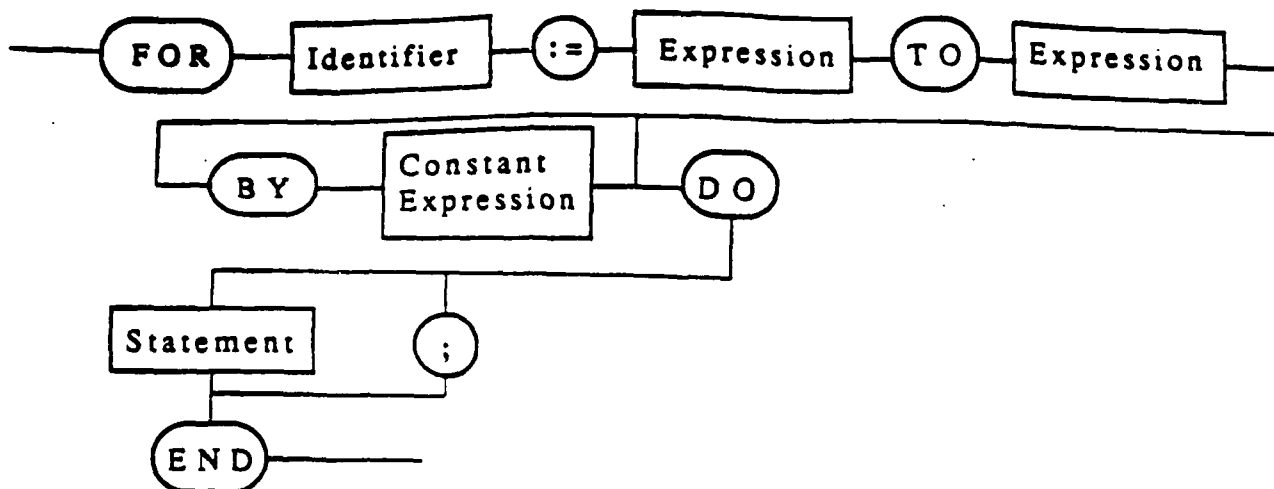 FOR Identifier := Expression TO Expression
BY Constant Expression DO
Statement ;
END